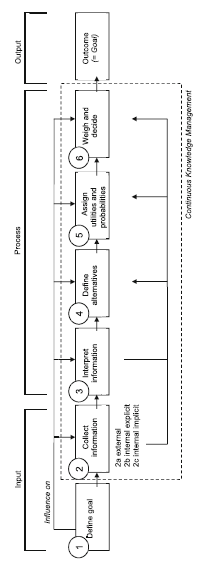 Input
Process
Output
Influence on
1
Define goal
2
Collect
information
3
Interpret
information
4
Define
alternatives
5
Assign
utilities and
probabilities
6
Weigh and
decide
Outcome
(= Goal)
2a external
2b internal explicit
2c internal implicit
Continuous Knowledge Management